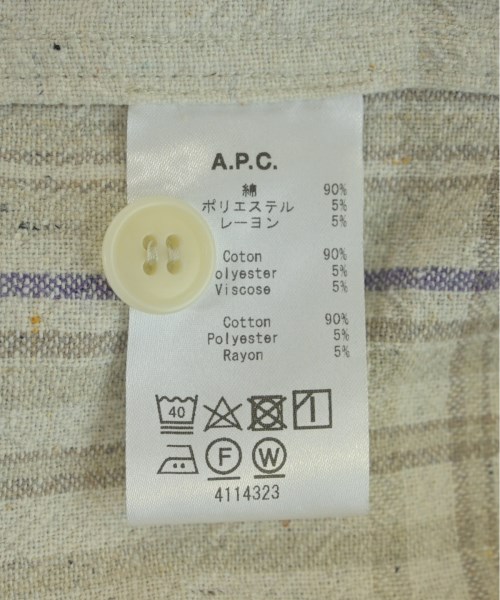 A.P.C.
綿 90%
ポリエステル 5%
レーヨン 5%
Coton 90%
olyester 5%
Viscose 5%
Cotton 90%
Polyester 5%
Rayon 5%
40
F W
4114323